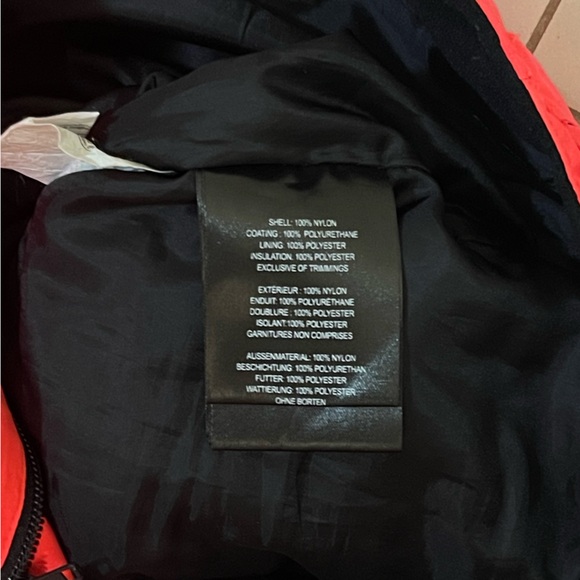 SHELL: 100% NYLON
COATING : 100% POLYURETHANE
LINING: 100% POLYESTER
INSULATION: 100% POLYESTER
EXCLUSIVE OF TRIMMINGS
EXTÉRIEUR : 100% NYLON
ENDUIT: 100% POLYURÉTHANE
DOUBLURE : 100% POLYESTER
ISOLANT:100% POLYESTER
GARNITURES NON COMPRISES
AUSSENMATERIAL: 100% NYLON
BESCHICHTUNG: 100% POLYURETHAN
FUTTER: 100% POLYESTER
WATTIERUNG: 100% POLYESTER
OHNE BORTEN